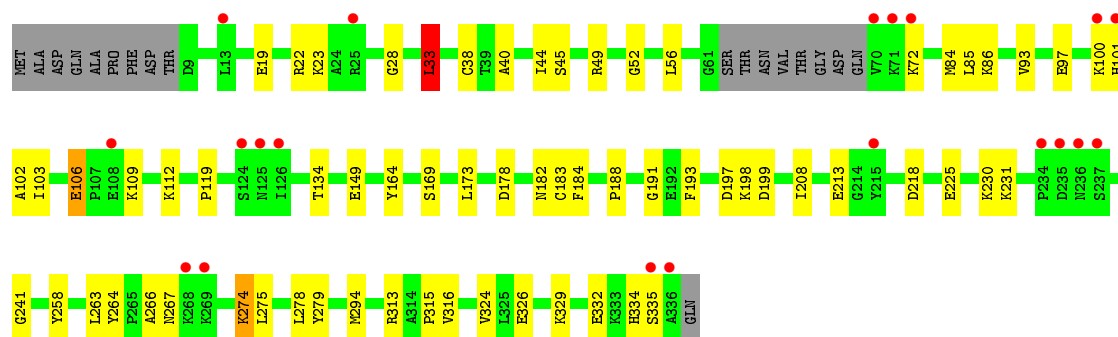 MET ALA ASP GLN ALA PRO PHE ASP THR D9 L13 E19 R22 K23 A24 R25 G28 L33 C38 T39 A40 I44 S45 R49 G52 L56 G61 SER THR ASN VAL THR GLY ASP GLN V70 K71 K72 M84 L85 K86 V93 E97 K100 H101
A102 I103 E106 P107 E108 K109 K112 P119 S124 N125 I126 T134 E149 Y164 S169 L173 D178 N182 C183 F184 P188 G191 E192 F193 D197 K198 D199 I208 E213 G214 Y215 D218 E225 K230 K231 P234 D235 N236 S237
G241 Y258 L263 Y264 P265 A266 N267 K268 K269 K274 L275 L278 Y279 M294 R313 A314 P315 V316 V324 L325 E326 K329 E332 K333 H334 S335 A336 GLN